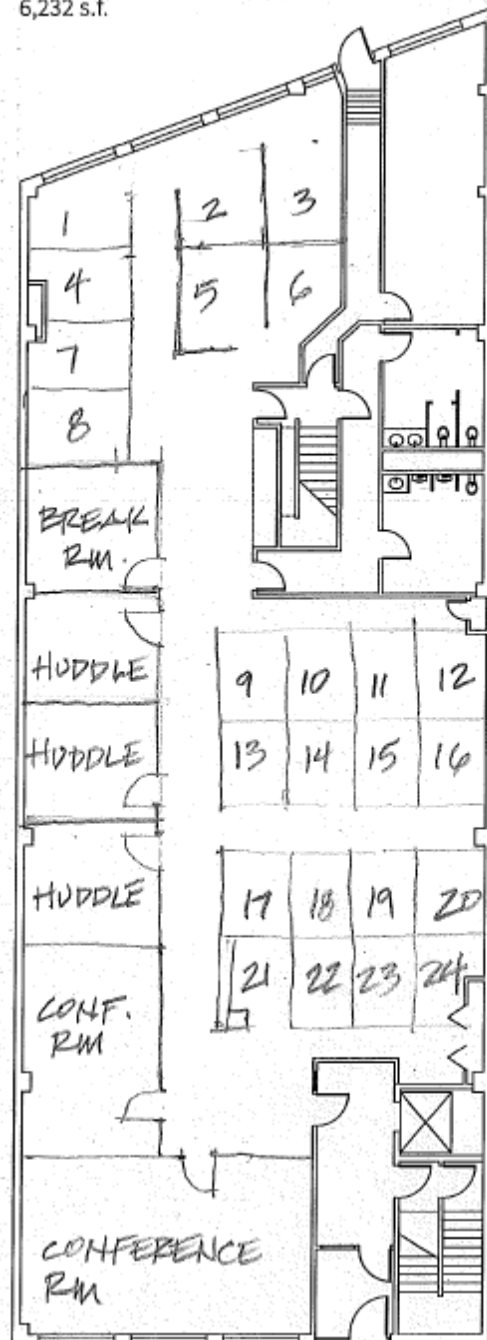 6,232 s.f.
1
2
3
4
5
6
7
8
BREAK
RM.
HUDDLE
9
10
11
12
HUDDLE
13
14
15
16
HUDDLE
17
18
19
20
21
22
23
24
CONF.
RM
CONFERENCE
RM